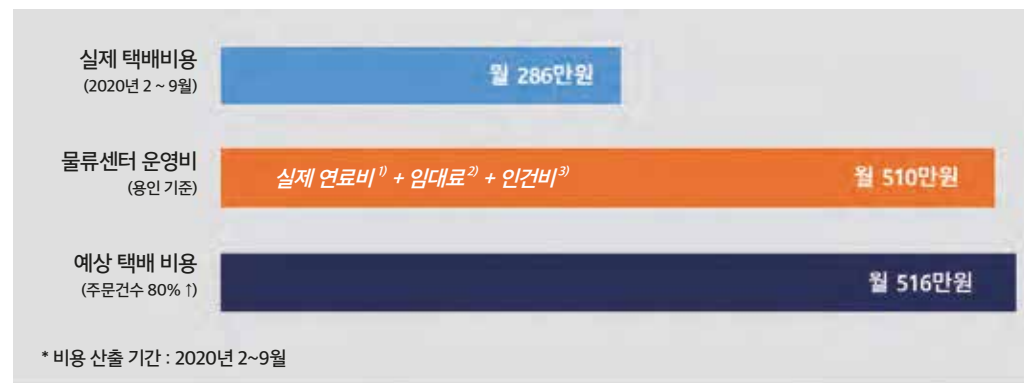 실제 택배비용
(2020년 2 ~ 9월)
월 286만원
물류센터 운영비
(용인 기준)
실제 연료비 1) + 임대료 2) + 인건비 3)
월 510만원
예상 택배 비용
(주문건수 80% ↑)
월 516만원
* 비용 산출 기간 : 2020년 2~9월